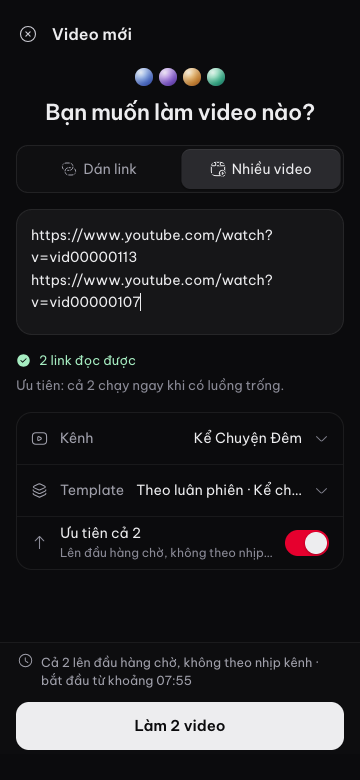 Video mới
Bạn muốn làm video nào?
Dán link
Nhiều video
https://www.youtube.com/watch?
v=vid00000113
https://www.youtube.com/watch?
v=vid00000107
2 link đọc được
Ưu tiên: cả 2 chạy ngay khi có luồng trống.
Kênh
Kể Chuyện Đêm
Template
Theo luân phiên · Kể ch...
Ưu tiên cả 2
Lên đầu hàng chờ, không theo nhịp...
Cả 2 lên đầu hàng chờ, không theo nhịp kênh ·
bắt đầu từ khoảng 07:55
Làm 2 video